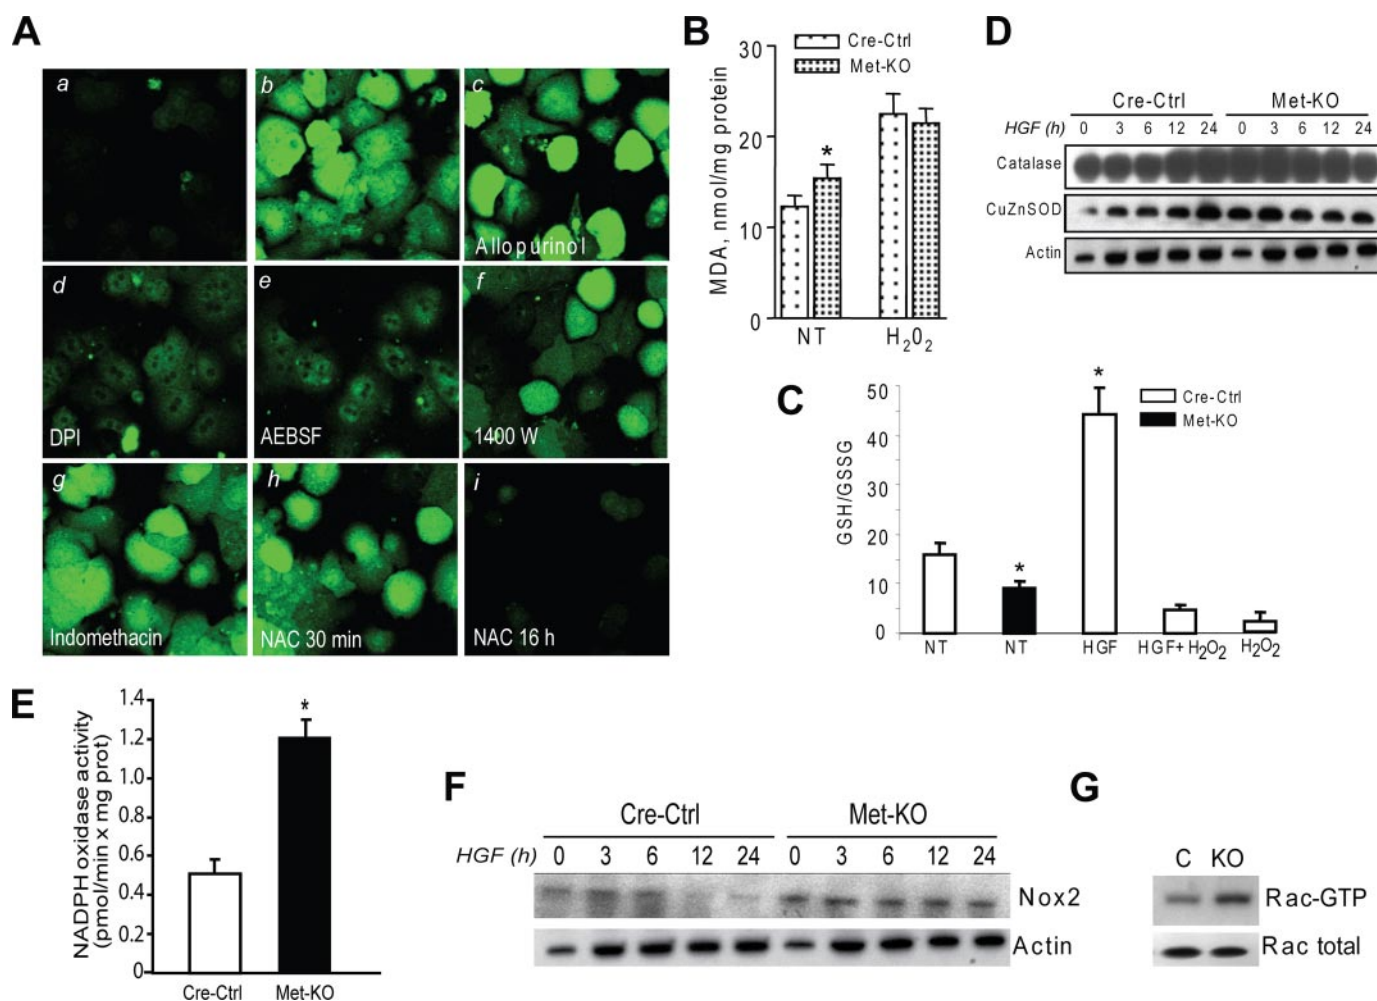 A
a
b
c
Allopurinol
d
DPI
e
AEBSF
f
1400 W
g
Indomethacin
h
NAC 30 min
i
NAC 16 h
B
30
20
10
0
MDA, nmol/mg protein
Cre-Ctrl
Met-KO
*
NT
H2O2
D
Cre-Ctrl Met-KO
HGF (h) 0 3 6 12 24 0 3 6 12 24
Catalase
CuZnSOD
Actin
C
50
40
30
20
10
0
GSH/GSSG
Cre-Ctrl
Met-KO
*
*
NT NT HGF HGF+H2O2 H2O2
E
1.4
1.2
1.0
0.8
0.6
0.4
0.2
0
NADPH oxidase activity
(pmol/min x mg prot)
*
Cre-Ctrl Met-KO
F
Cre-Ctrl Met-KO
HGF (h) 0 3 6 12 24 0 3 6 12 24
Nox2
Actin
G
C KO
Rac-GTP
Rac total